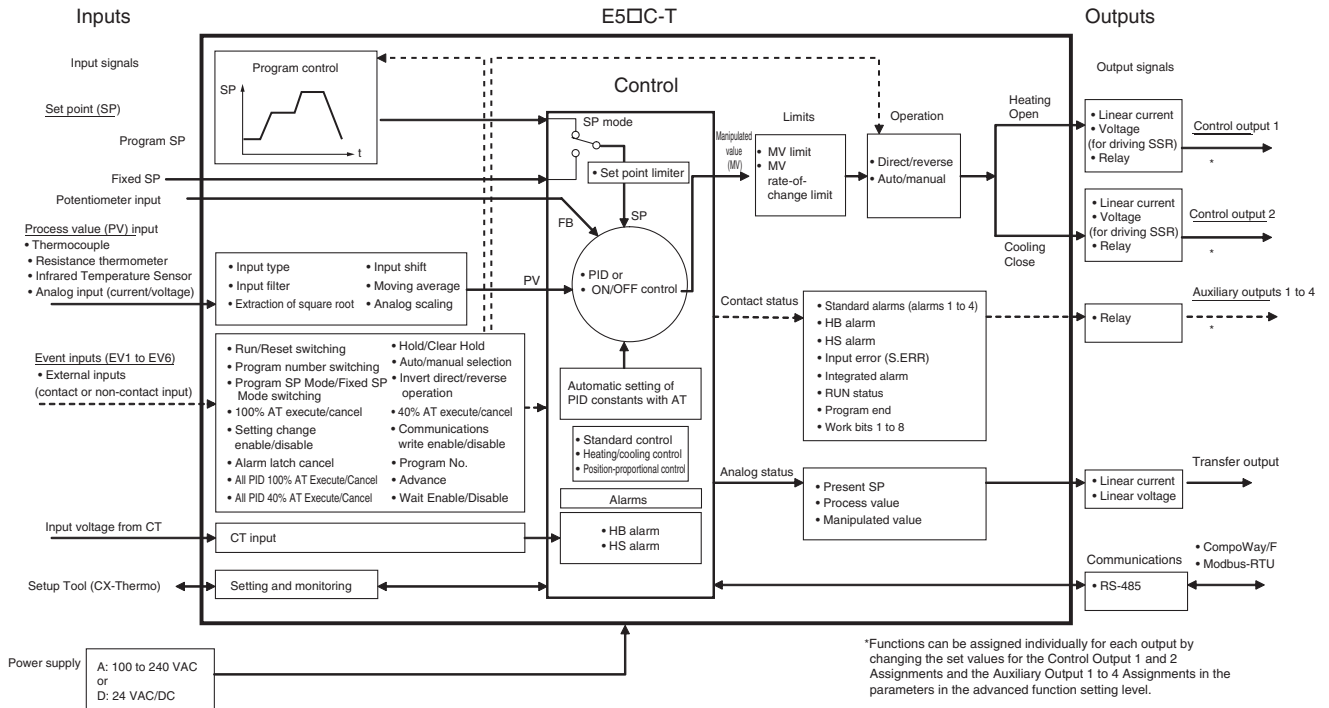 Inputs
E5□C-T
Outputs
Input signals
Set point (SP)
Program SP
Fixed SP
Potentiometer input
Process value (PV) input
• Thermocouple
• Resistance thermometer
• Infrared Temperature Sensor
• Analog input (current/voltage)
Event inputs (EV1 to EV6)
• External inputs
(contact or non-contact input)
Input voltage from CT
Setup Tool (CX-Thermo)
Power supply
A: 100 to 240 VAC
or
D: 24 VAC/DC
Program control
SP
t
• Input type
• Input filter
• Extraction of square root
• Input shift
• Moving average
• Analog scaling
• Run/Reset switching
• Program number switching
• Program SP Mode/Fixed SP
Mode switching
• 100% AT execute/cancel
• Setting change
enable/disable
• Alarm latch cancel
• All PID 100% AT Execute/Cancel
• All PID 40% AT Execute/Cancel
• Hold/Clear Hold
• Auto/manual selection
• Invert direct/reverse
operation
• 40% AT execute/cancel
• Communications
write enable/disable
• Program No.
• Advance
• Wait Enable/Disable
CT input
Setting and monitoring
Control
SP mode
• Set point limiter
SP
FB
PV
• PID or
• ON/OFF control
Automatic setting of
PID constants with AT
• Standard control
• Heating/cooling control
• Position-proportional control
Alarms
• HB alarm
• HS alarm
Manipulated
value
(MV)
Limits
• MV limit
• MV
rate-of-
change limit
Operation
• Direct/reverse
• Auto/manual
Heating
Open
Cooling
Close
Contact status
• Standard alarms (alarms 1 to 4)
• HB alarm
• HS alarm
• Input error (S.ERR)
• Integrated alarm
• RUN status
• Program end
• Work bits 1 to 8
Analog status
• Present SP
• Process value
• Manipulated value
Output signals
• Linear current
• Voltage
(for driving SSR)
• Relay
Control output 1
*
• Linear current
• Voltage
(for driving SSR)
• Relay
Control output 2
*
Auxiliary outputs 1 to 4
• Relay
*
Transfer output
• Linear current
• Linear voltage
Communications
• RS-485
• CompoWay/F
• Modbus-RTU
*Functions can be assigned individually for each output by
changing the set values for the Control Output 1 and 2
Assignments and the Auxiliary Output 1 to 4 Assignments in the
parameters in the advanced function setting level.